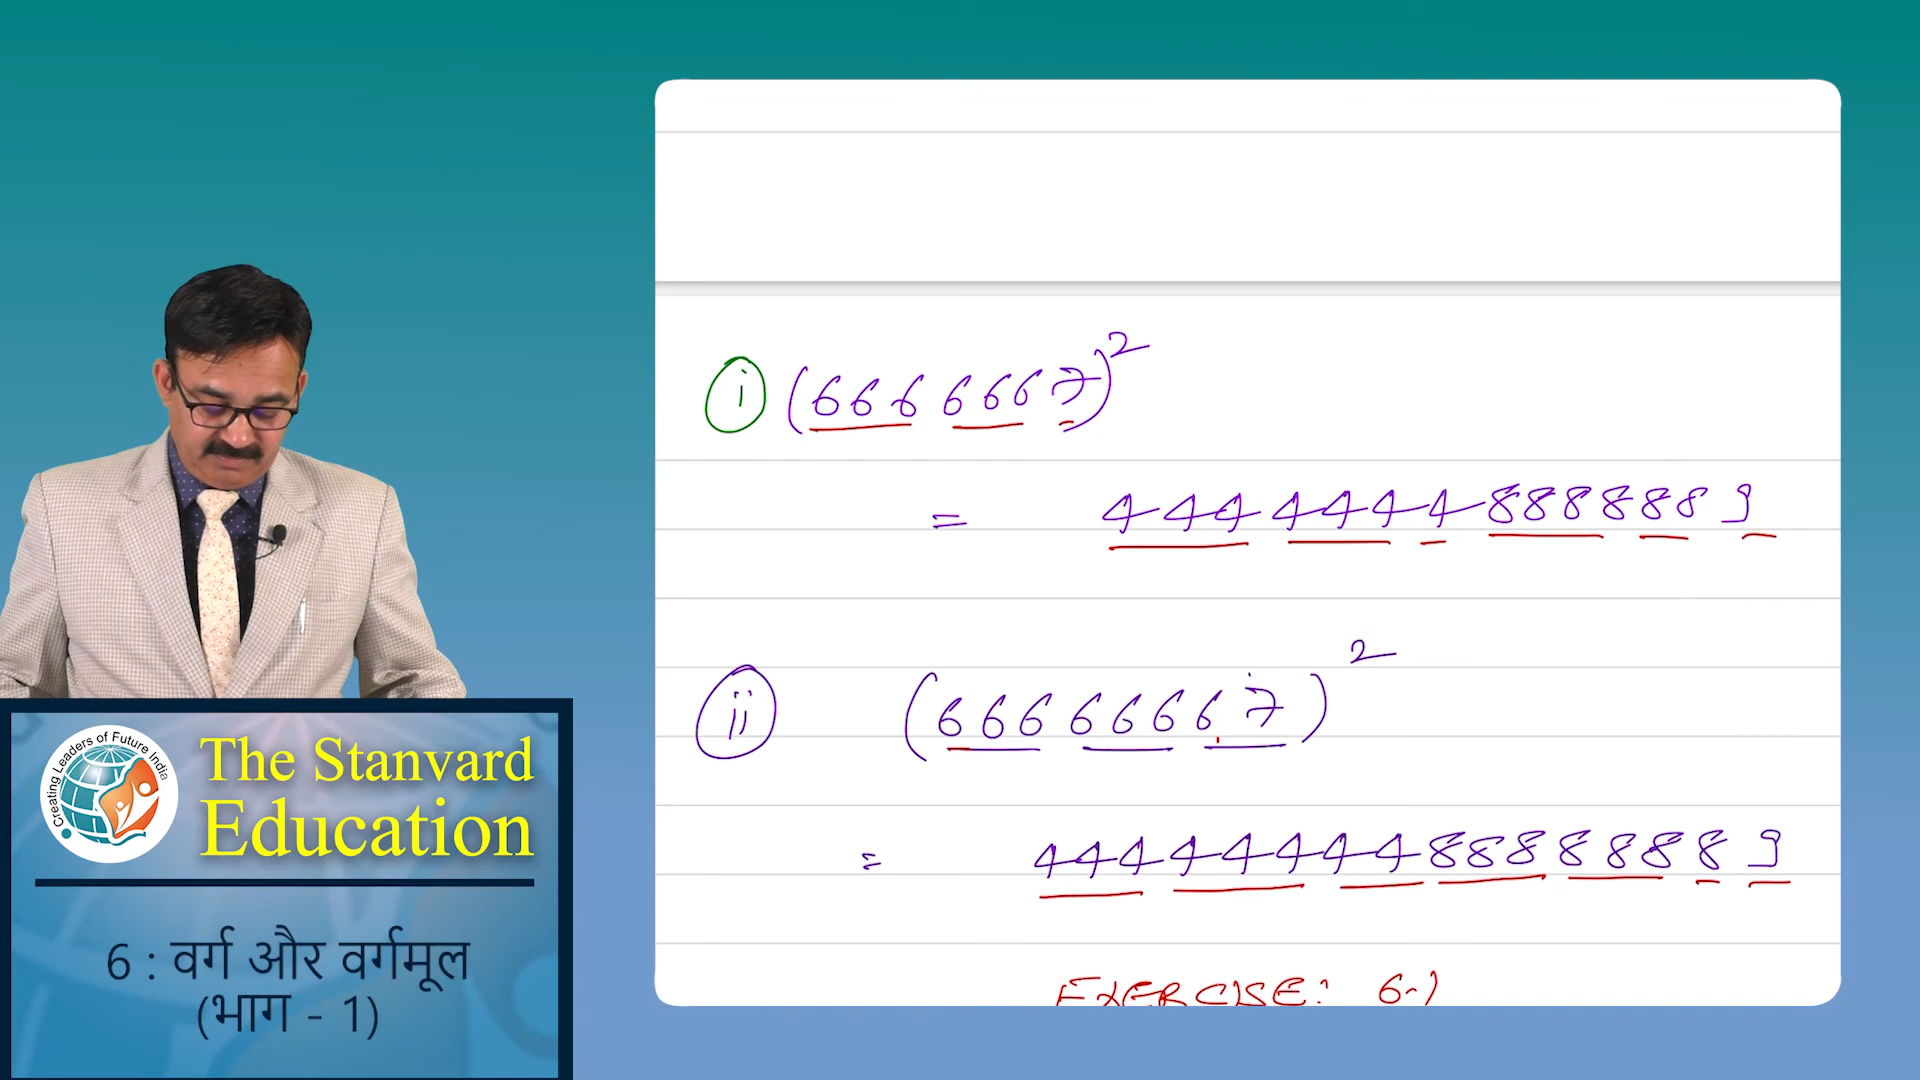 (i) (6666667)²
= 44444448888889
(ii) (66666667)²
= 4444444488888889
EXERCISE: 6.1
Creating Leaders of Future India
The Stanvard
Education
6 : वर्ग और वर्गमूल
(भाग - 1)